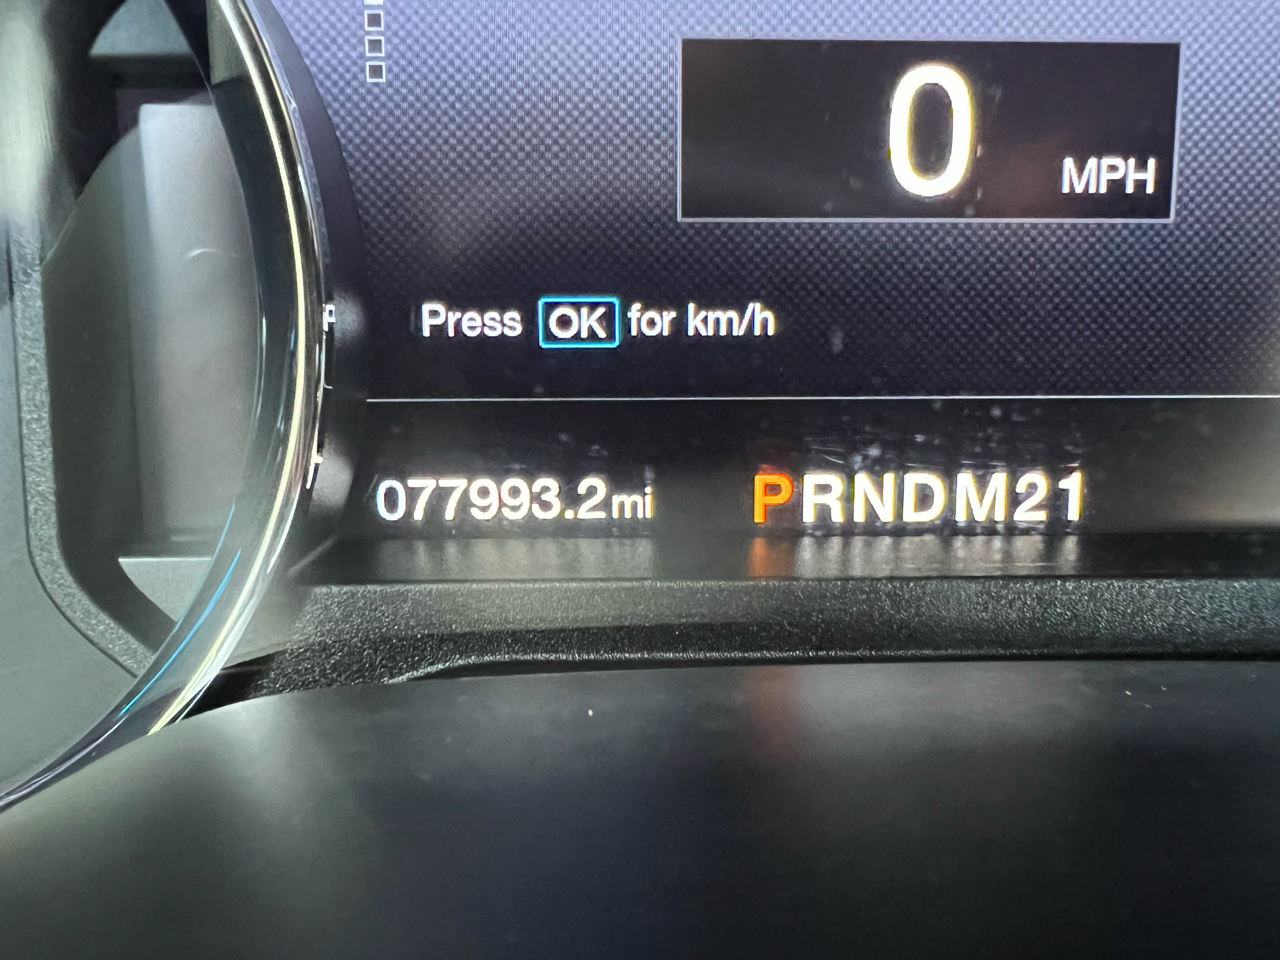 0
MPH
Press OK for km/h
077993.2mi PRNDM21